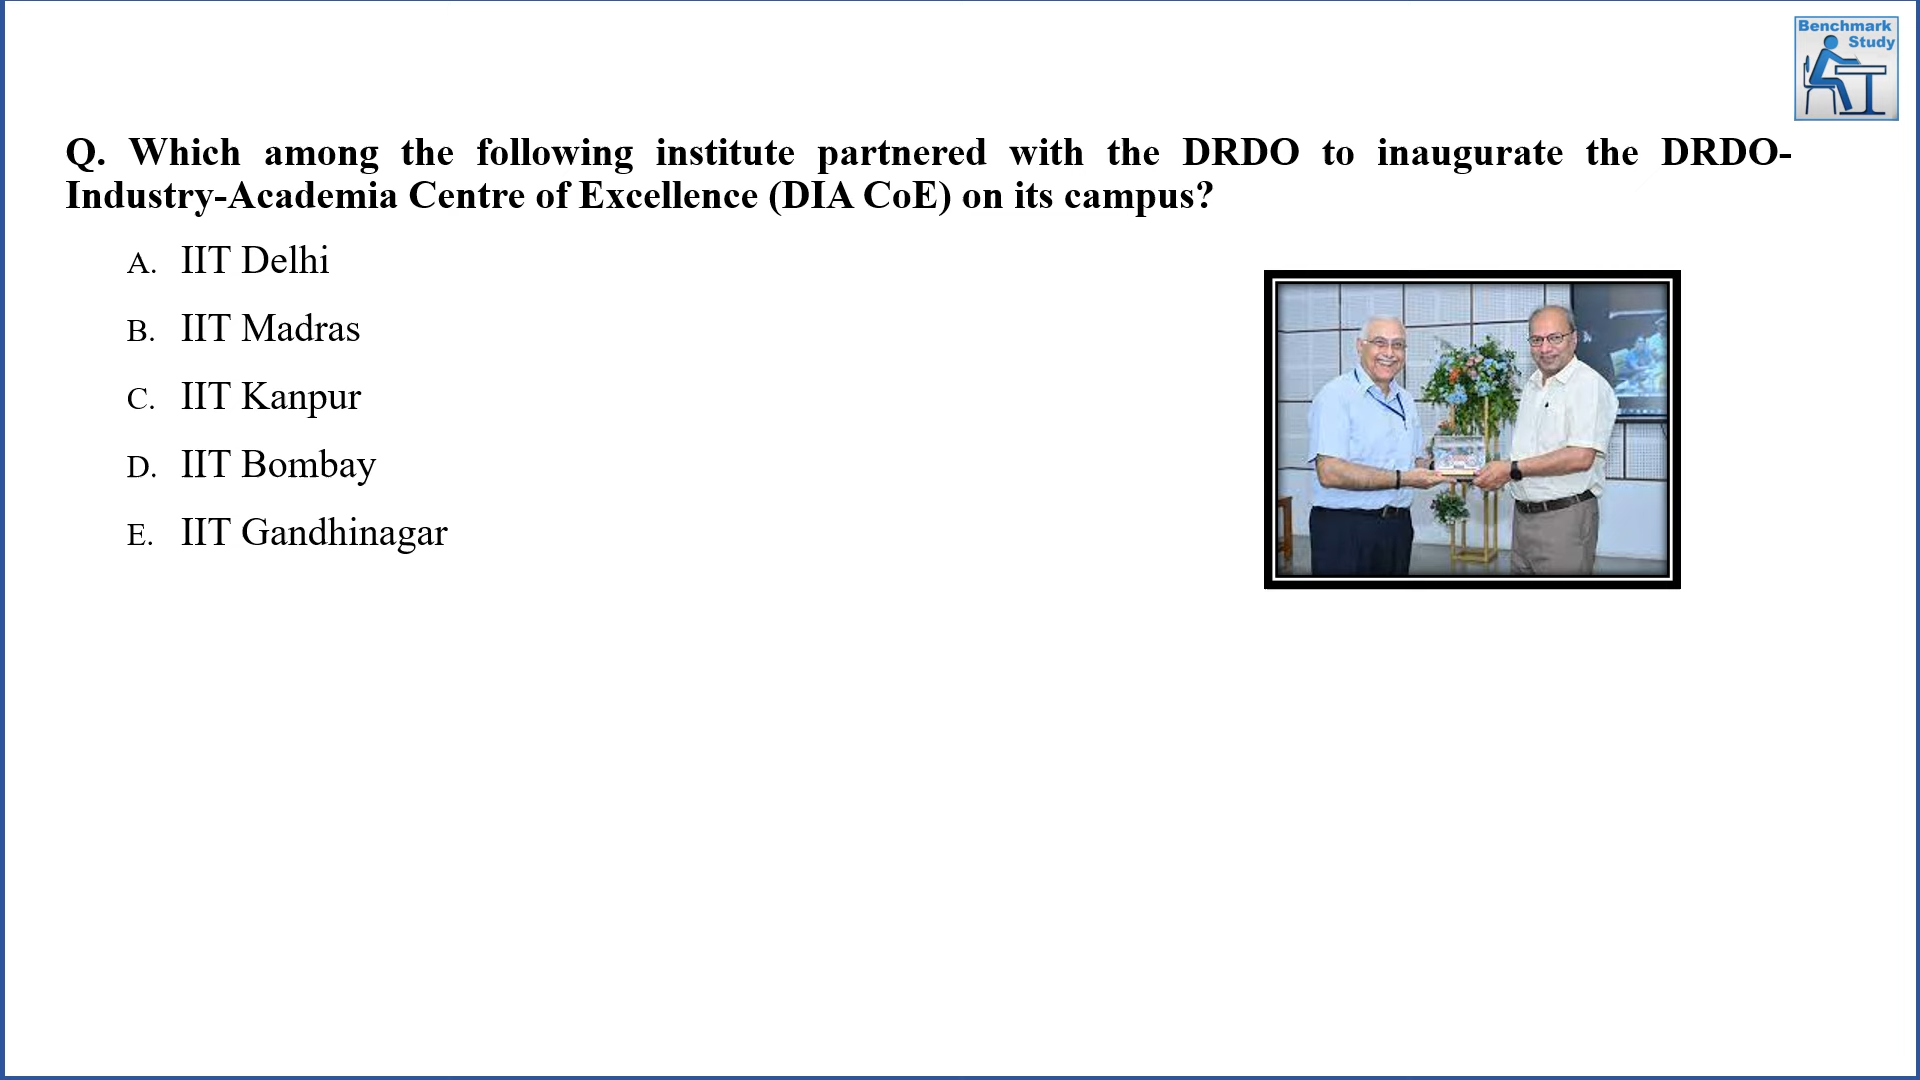 Benchmark
Study
Q. Which among the following institute partnered with the DRDO to inaugurate the DRDO-
Industry-Academia Centre of Excellence (DIA CoE) on its campus?
A. IIT Delhi
B. IIT Madras
C. IIT Kanpur
D. IIT Bombay
E. IIT Gandhinagar